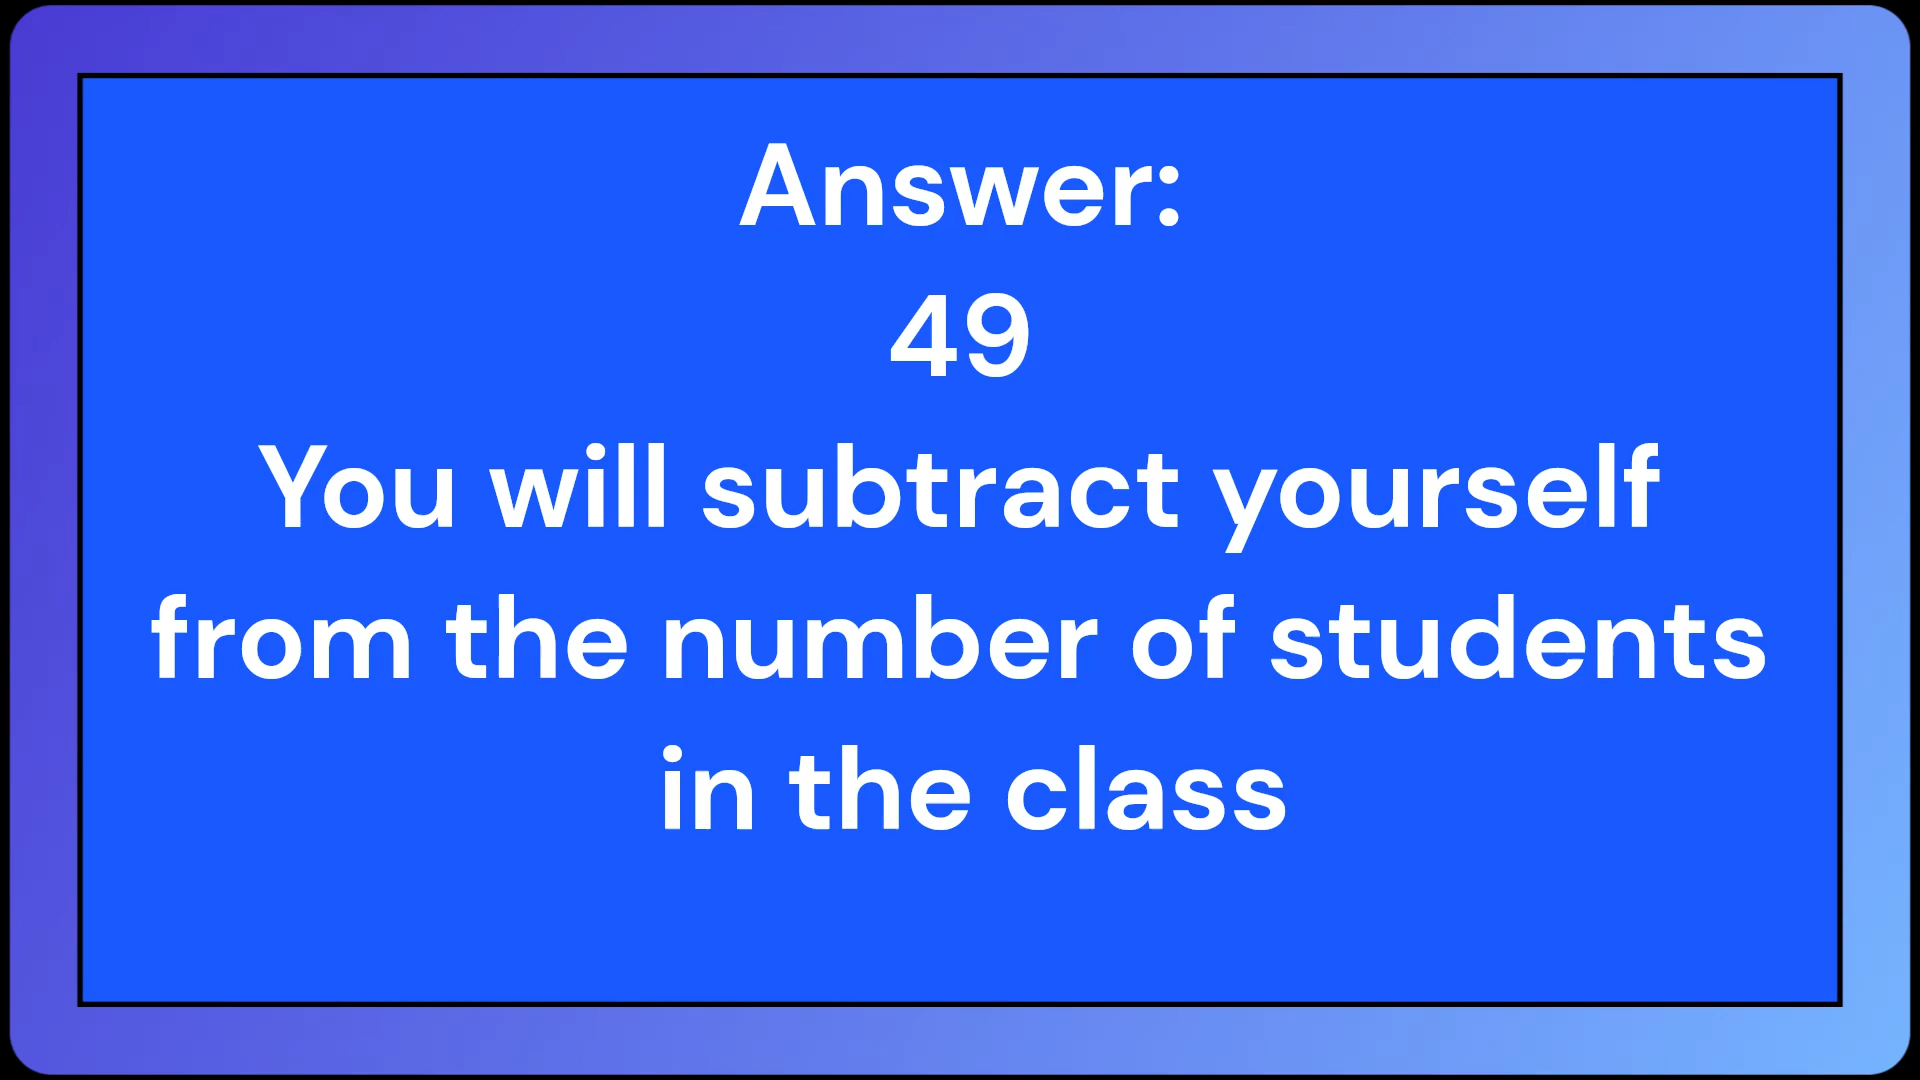 Answer:
49
You will subtract yourself
from the number of students
in the class